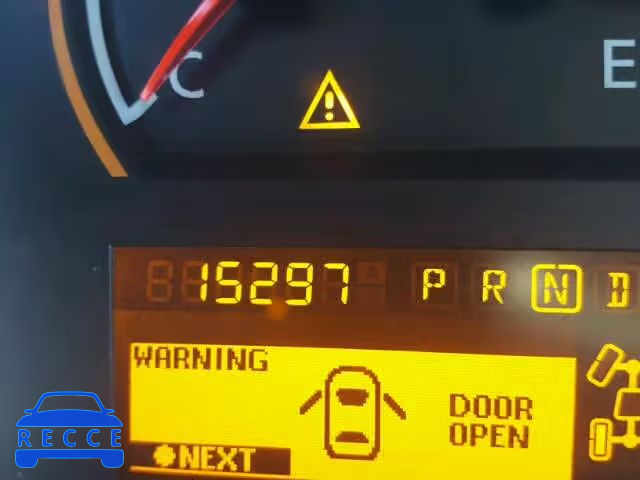 C
E
15297 P R N D
WARNING
DOOR
OPEN
NEXT
RECCE